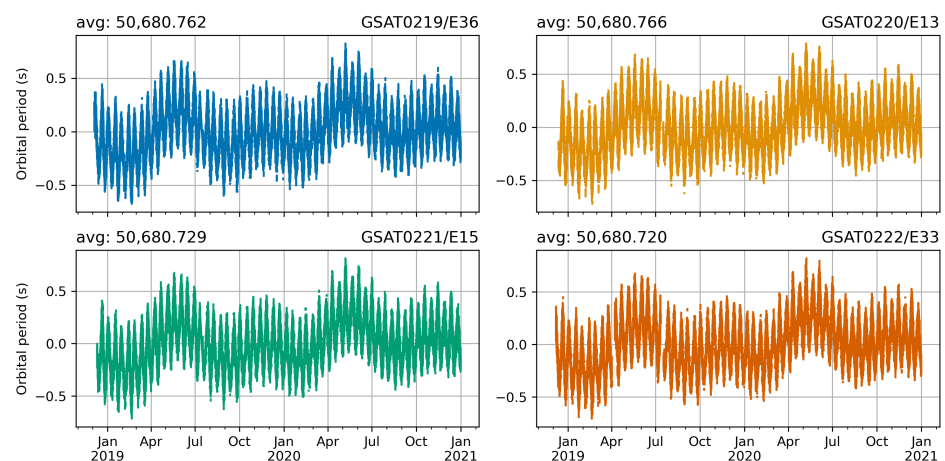 avg: 50,680.762 GSAT0219/E36
avg: 50,680.766 GSAT0220/E13
Orbital period (s)
0.5
0.0
−0.5
0.5
0.0
−0.5
avg: 50,680.729 GSAT0221/E15
avg: 50,680.720 GSAT0222/E33
Orbital period (s)
0.5
0.0
−0.5
0.5
0.0
−0.5
Jan Apr Jul Oct Jan Apr Jul Oct Jan
2019 2020 2021
Jan Apr Jul Oct Jan Apr Jul Oct Jan
2019 2020 2021